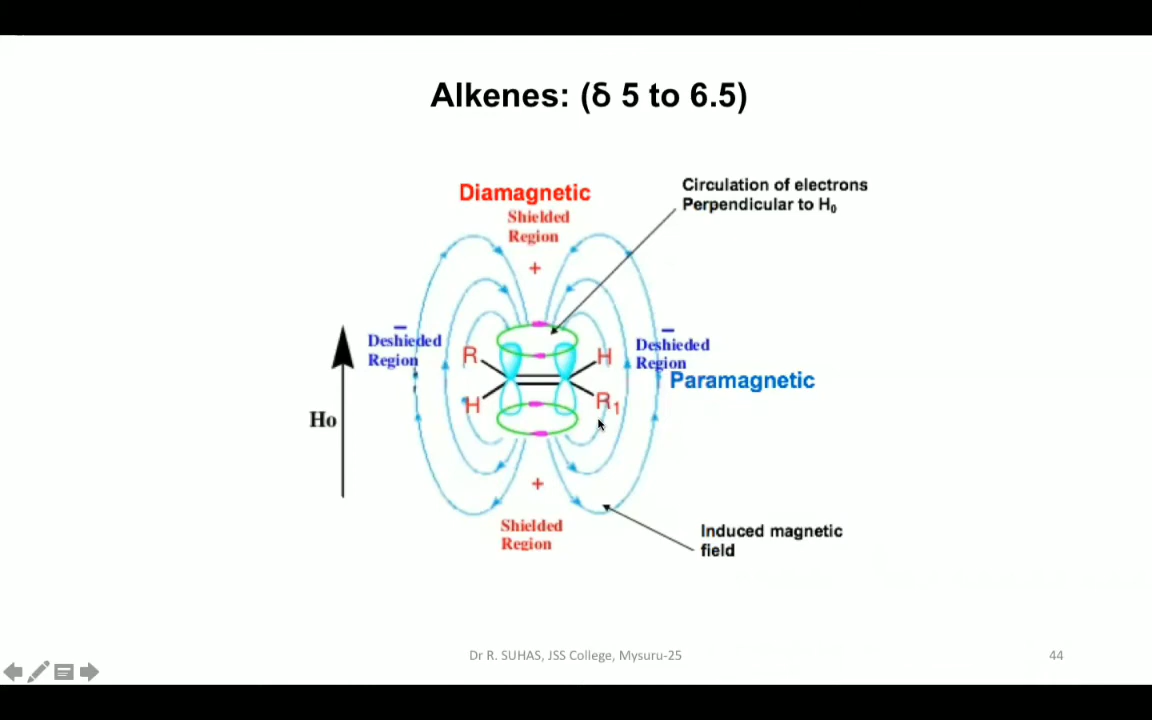 Alkenes: (δ 5 to 6.5)
Diamagnetic
Shielded
Region
+
Circulation of electrons
Perpendicular to H₀
−
Deshieded
Region
−
Deshieded
Region
Paramagnetic
R
H
H
R₁
Ho
+
Shielded
Region
Induced magnetic
field
Dr R. SUHAS, JSS College, Mysuru-25
44